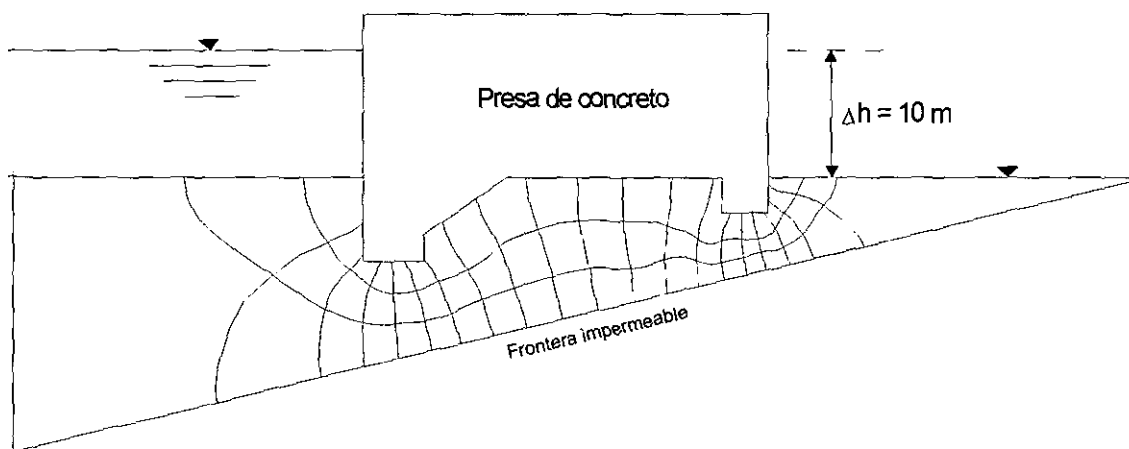 Presa de concreto
Δh = 10 m
Frontera impermeable